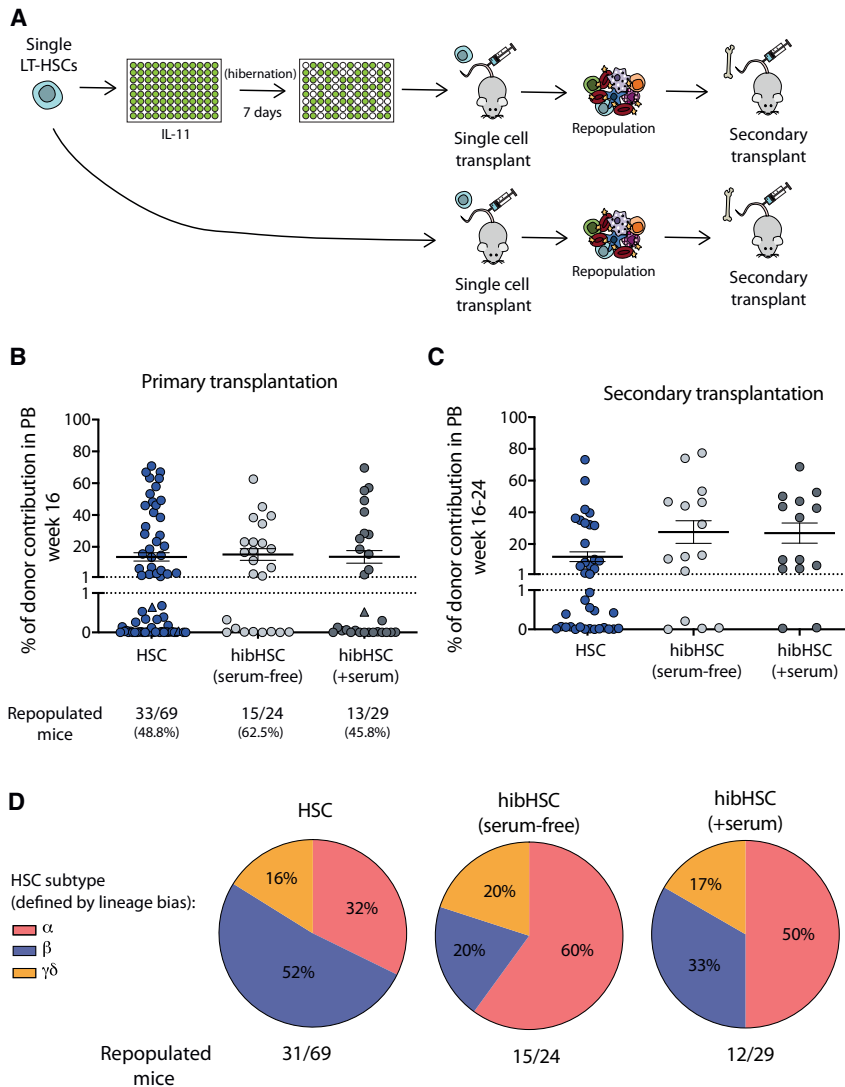 A
Single
LT-HSCs
IL-11
(hibernation)
7 days
Single cell
transplant
Repopulation
Secondary
transplant
Single cell
transplant
Repopulation
Secondary
transplant
B
Primary transplantation
% of donor contribution in PB
week 16
100
80
60
40
20
1
1
0
HSC
hibHSC
(serum-free)
hibHSC
(+serum)
Repopulated
mice
33/69
(48.8%)
15/24
(62.5%)
13/29
(45.8%)
C
Secondary transplantation
% of donor contribution in PB
week 16-24
100
80
60
40
20
1
1
0
HSC
hibHSC
(serum-free)
hibHSC
(+serum)
D
HSC subtype
(defined by lineage bias):
α
β
γδ
HSC
16%
32%
52%
hibHSC
(serum-free)
20%
20%
60%
hibHSC
(+serum)
17%
33%
50%
Repopulated
mice
31/69
15/24
12/29